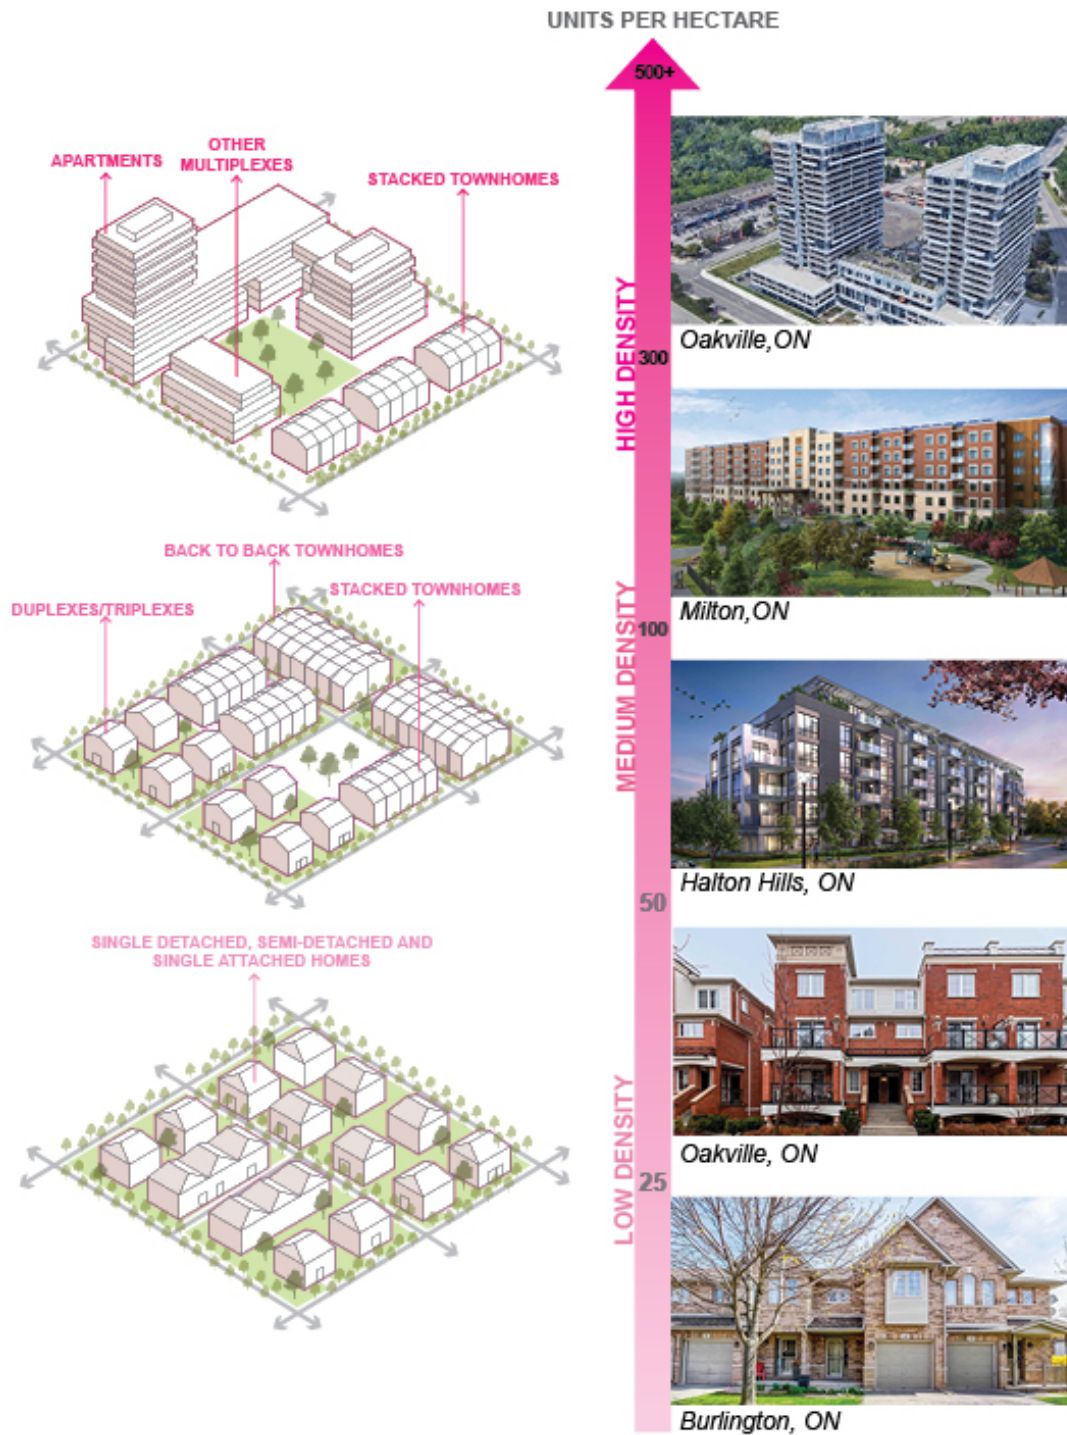 UNITS PER HECTARE
500+
APARTMENTS
OTHER
MULTIPLEXES
STACKED TOWNHOMES
HIGH DENSITY
300
Oakville,ON
BACK TO BACK TOWNHOMES
STACKED TOWNHOMES
DUPLEXES/TRIPLEXES
MEDIUM DENSITY
100
Milton,ON
50
Halton Hills, ON
SINGLE DETACHED, SEMI-DETACHED AND
SINGLE ATTACHED HOMES
LOW DENSITY
25
Oakville, ON
Burlington, ON